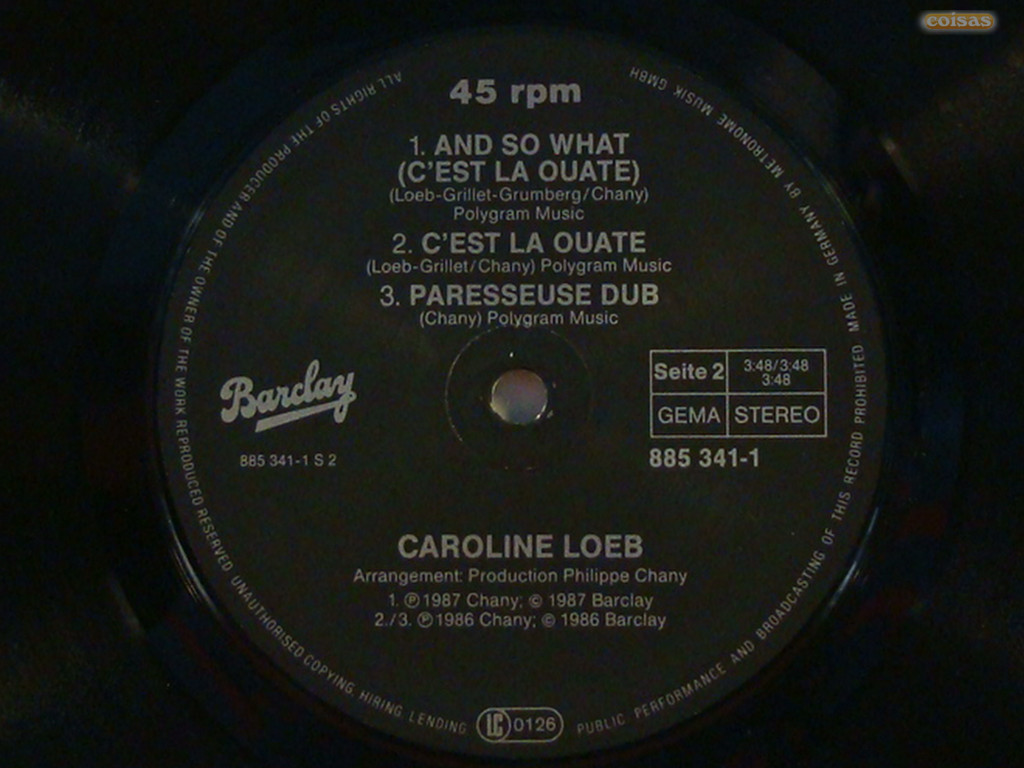 coisas
45 rpm
1. AND SO WHAT
(C'EST LA OUATE)
(Loeb-Grillet-Grumberg/Chany)
Polygram Music
2. C'EST LA OUATE
(Loeb-Grillet/Chany) Polygram Music
3. PARESSEUSE DUB
(Chany) Polygram Music
Barclay
885 341-1 S 2
Seite 2
3:48/3:48
3:48
GEMA
STEREO
885 341-1
CAROLINE LOEB
Arrangement: Production Philippe Chany
1. ℗ 1987 Chany; © 1987 Barclay
2./3. ℗ 1986 Chany; © 1986 Barclay
LC 0126
ALL RIGHTS OF THE PRODUCER AND OF THE OWNER OF THE WORK REPRODUCED RESERVED UNAUTHORISED COPYING, HIRING, LENDING PUBLIC PERFORMANCE AND BROADCASTING OF THIS RECORD PROHIBITED MADE IN GERMANY BY METRONOME MUSIK GMBH